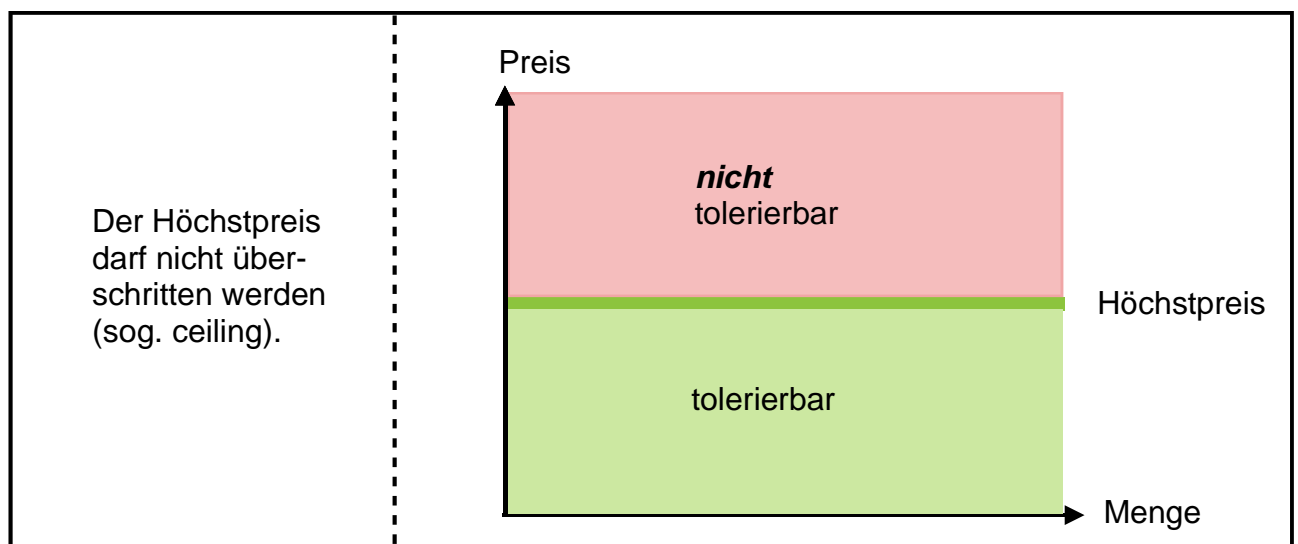 Der Höchstpreis
darf nicht über-
schritten werden
(sog. ceiling).
Preis
nicht
tolerierbar
Höchstpreis
tolerierbar
Menge